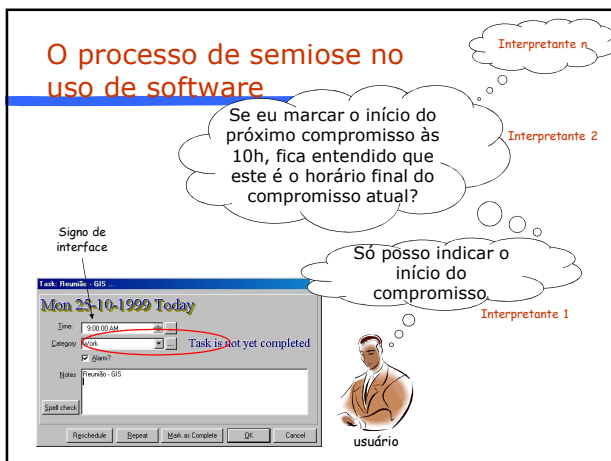 O processo de semiose no
uso de software
Interpretante n
Se eu marcar o início do
próximo compromisso às
10h, fica entendido que
este é o horário final do
compromisso atual?
Interpretante 2
Signo de
interface
Só posso indicar o
início do
compromisso
Interpretante 1
Task: Reunião - GIS ...
Mon 25-10-1999 Today
Time: 9:00:00 AM ...
Category Work ... Task is not yet completed
Alarm?
Notes Reunião - GIS
Spell check
Reschedule Repeat Mark as Complete OK Cancel
usuário